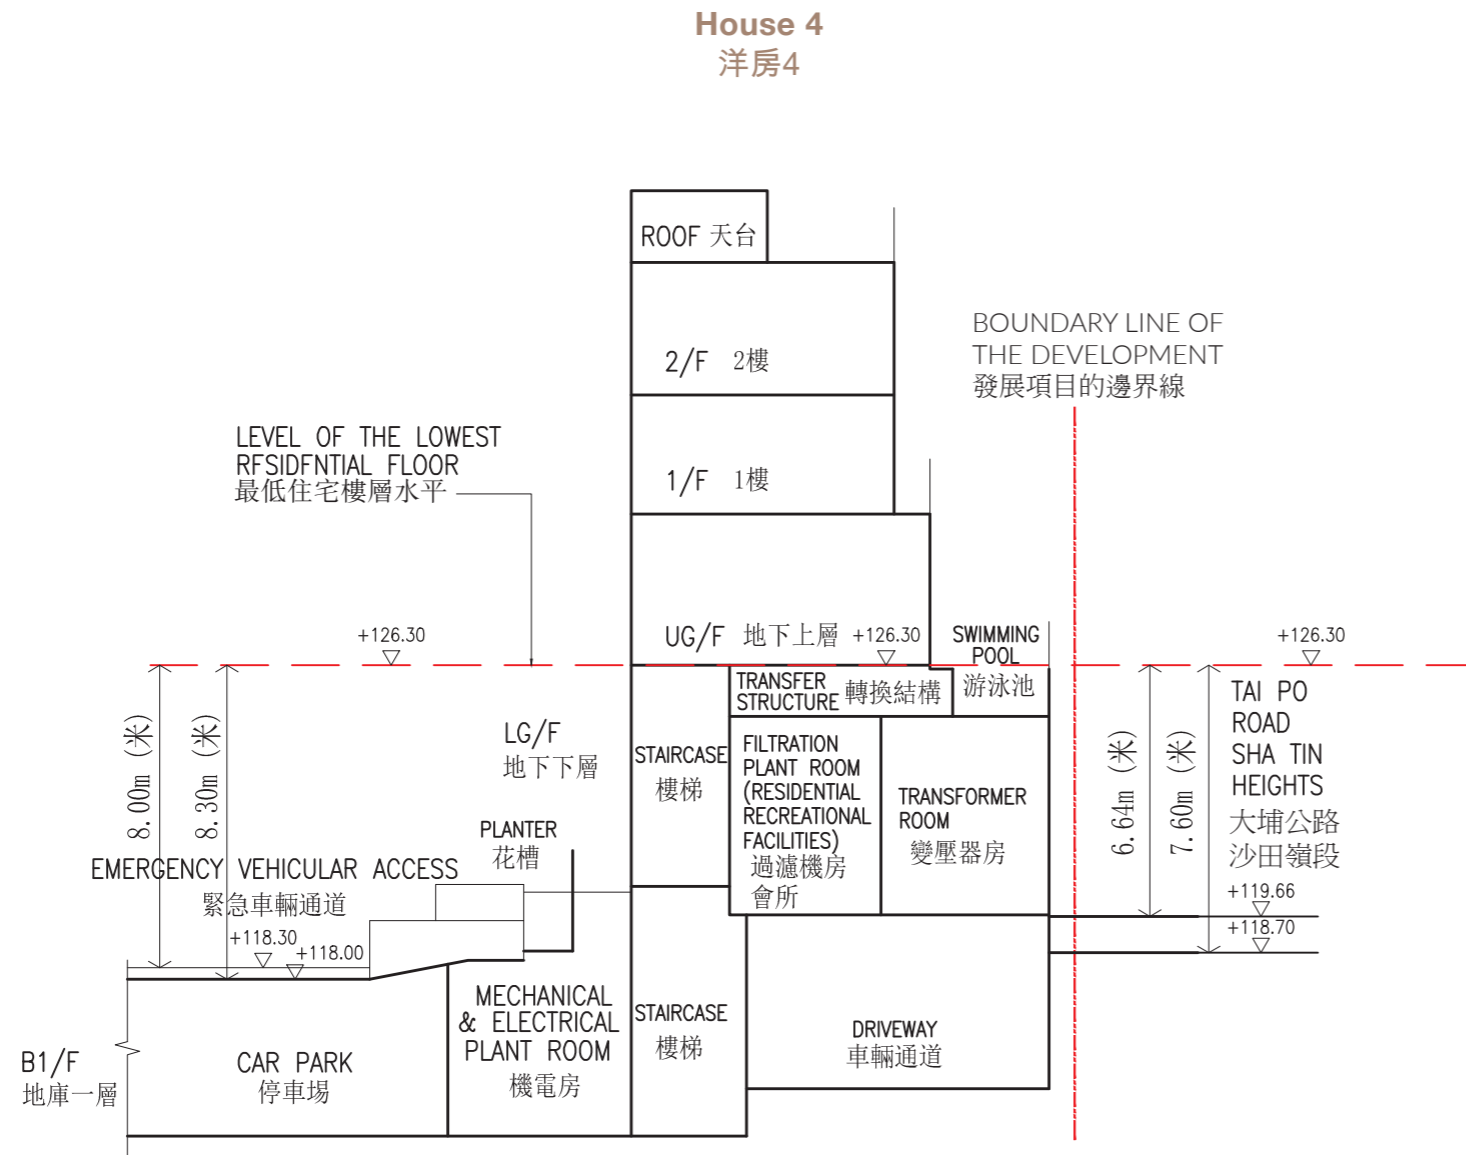 House 4
洋房4
ROOF 天台
2/F 2樓
1/F 1樓
BOUNDARY LINE OF
THE DEVELOPMENT
發展項目的邊界線
LEVEL OF THE LOWEST
RFSIDFNTIAL FLOOR
最低住宅樓層水平
+126.30
UG/F 地下上層 +126.30
SWIMMING
POOL
游泳池
+126.30
TRANSFER
STRUCTURE 轉換結構
8.00m (米)
8.30m (米)
LG/F
地下下層
STAIRCASE
樓梯
FILTRATION
PLANT ROOM
(RESIDENTIAL
RECREATIONAL
FACILITIES)
過濾機房
會所
TRANSFORMER
ROOM
變壓器房
6.64m (米)
7.60m (米)
TAI PO
ROAD
SHA TIN
HEIGHTS
大埔公路
沙田嶺段
+119.66
+118.70
PLANTER
花槽
EMERGENCY VEHICULAR ACCESS
緊急車輛通道
+118.30
+118.00
B1/F
地庫一層
CAR PARK
停車場
MECHANICAL
& ELECTRICAL
PLANT ROOM
機電房
STAIRCASE
樓梯
DRIVEWAY
車輛通道